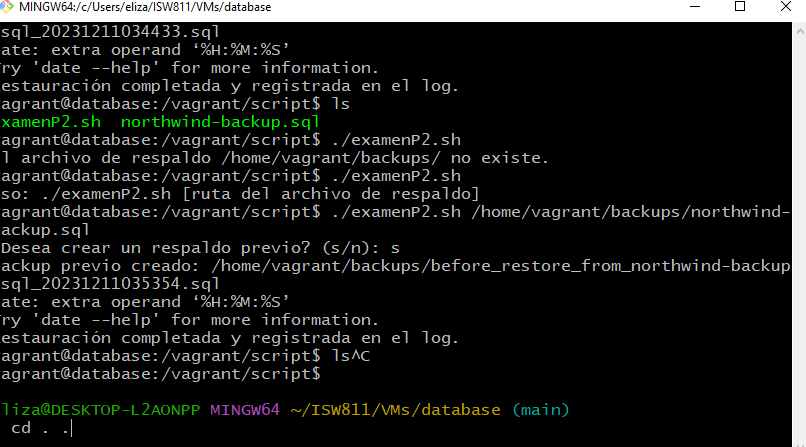 MINGW64:/c/Users/eliza/ISW811/VMs/database
sql_20231211034433.sql
ate: extra operand ‘%H:%M:%S’
ry 'date --help' for more information.
estauración completada y registrada en el log.
agrant@database:/vagrant/script$ ls
xamenP2.sh  northwind-backup.sql
agrant@database:/vagrant/script$ ./examenP2.sh
l archivo de respaldo /home/vagrant/backups/ no existe.
agrant@database:/vagrant/script$ ./examenP2.sh
so: ./examenP2.sh [ruta del archivo de respaldo]
agrant@database:/vagrant/script$ ./examenP2.sh /home/vagrant/backups/northwind-
ackup.sql
Desea crear un respaldo previo? (s/n): s
ackup previo creado: /home/vagrant/backups/before_restore_from_northwind-backup
sql_20231211035354.sql
ate: extra operand ‘%H:%M:%S’
ry 'date --help' for more information.
estauración completada y registrada en el log.
agrant@database:/vagrant/script$ ls^C
agrant@database:/vagrant/script$
liza@DESKTOP-L2AONPP MINGW64 ~/ISW811/VMs/database (main)
cd . .